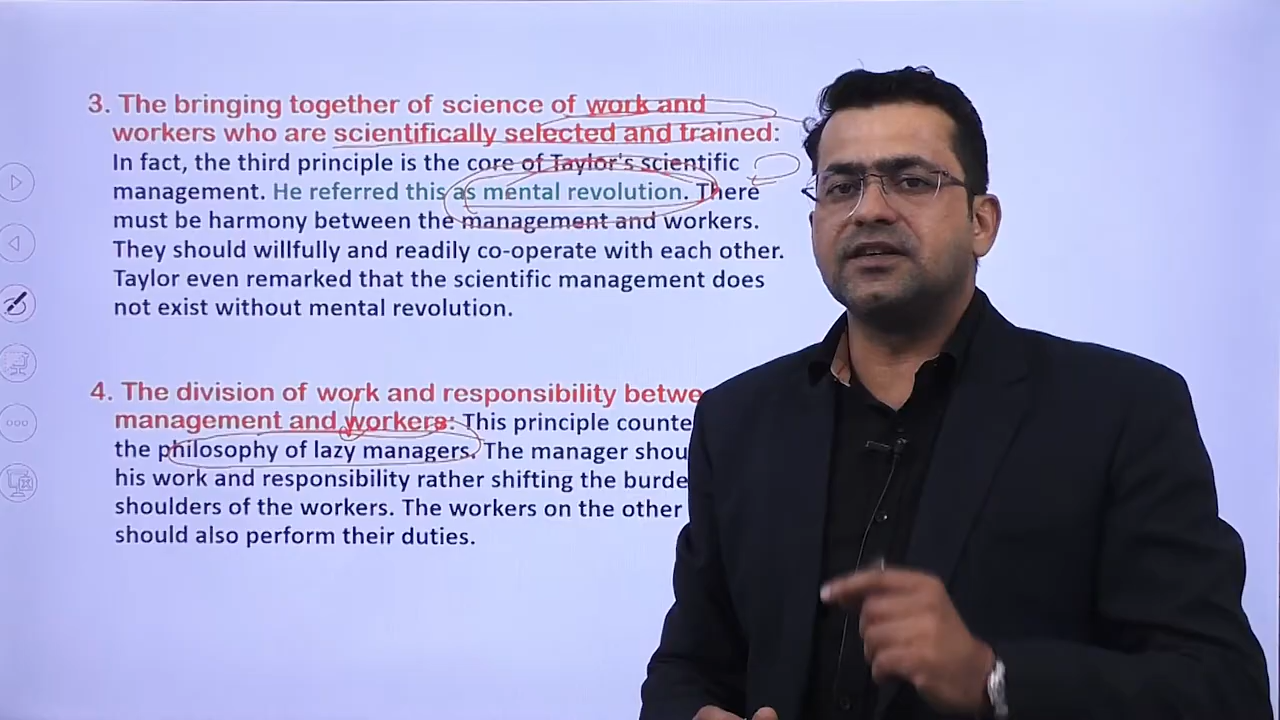 3. The bringing together of science of work and
workers who are scientifically selected and trained:
In fact, the third principle is the core of Taylor's scientific
management. He referred this as mental revolution. There
must be harmony between the management and workers.
They should willfully and readily co-operate with each other.
Taylor even remarked that the scientific management does
not exist without mental revolution.
4. The division of work and responsibility betwe
management and workers: This principle counte
the philosophy of lazy managers. The manager shou
his work and responsibility rather shifting the burde
shoulders of the workers. The workers on the other
should also perform their duties.